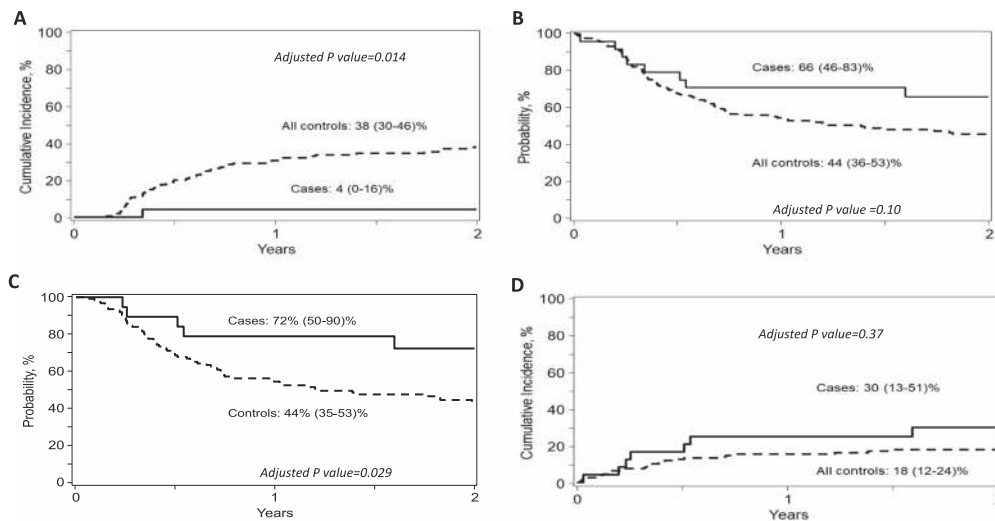 A
Cumulative Incidence, %
100
80
60
40
20
0
Adjusted P value=0.014
All controls: 38 (30-46)%
Cases: 4 (0-16)%
0
1
2
Years
B
Probability, %
100
80
60
40
20
0
Cases: 66 (46-83)%
All controls: 44 (36-53)%
Adjusted P value =0.10
0
1
2
Years
C
Probability, %
100
80
60
40
20
0
Cases: 72% (50-90)%
Controls: 44% (35-53)%
Adjusted P value=0.029
0
1
2
Years
D
Cumulative Incidence, %
100
80
60
40
20
0
Adjusted P value=0.37
Cases: 30 (13-51)%
All controls: 18 (12-24)%
0
1
Years